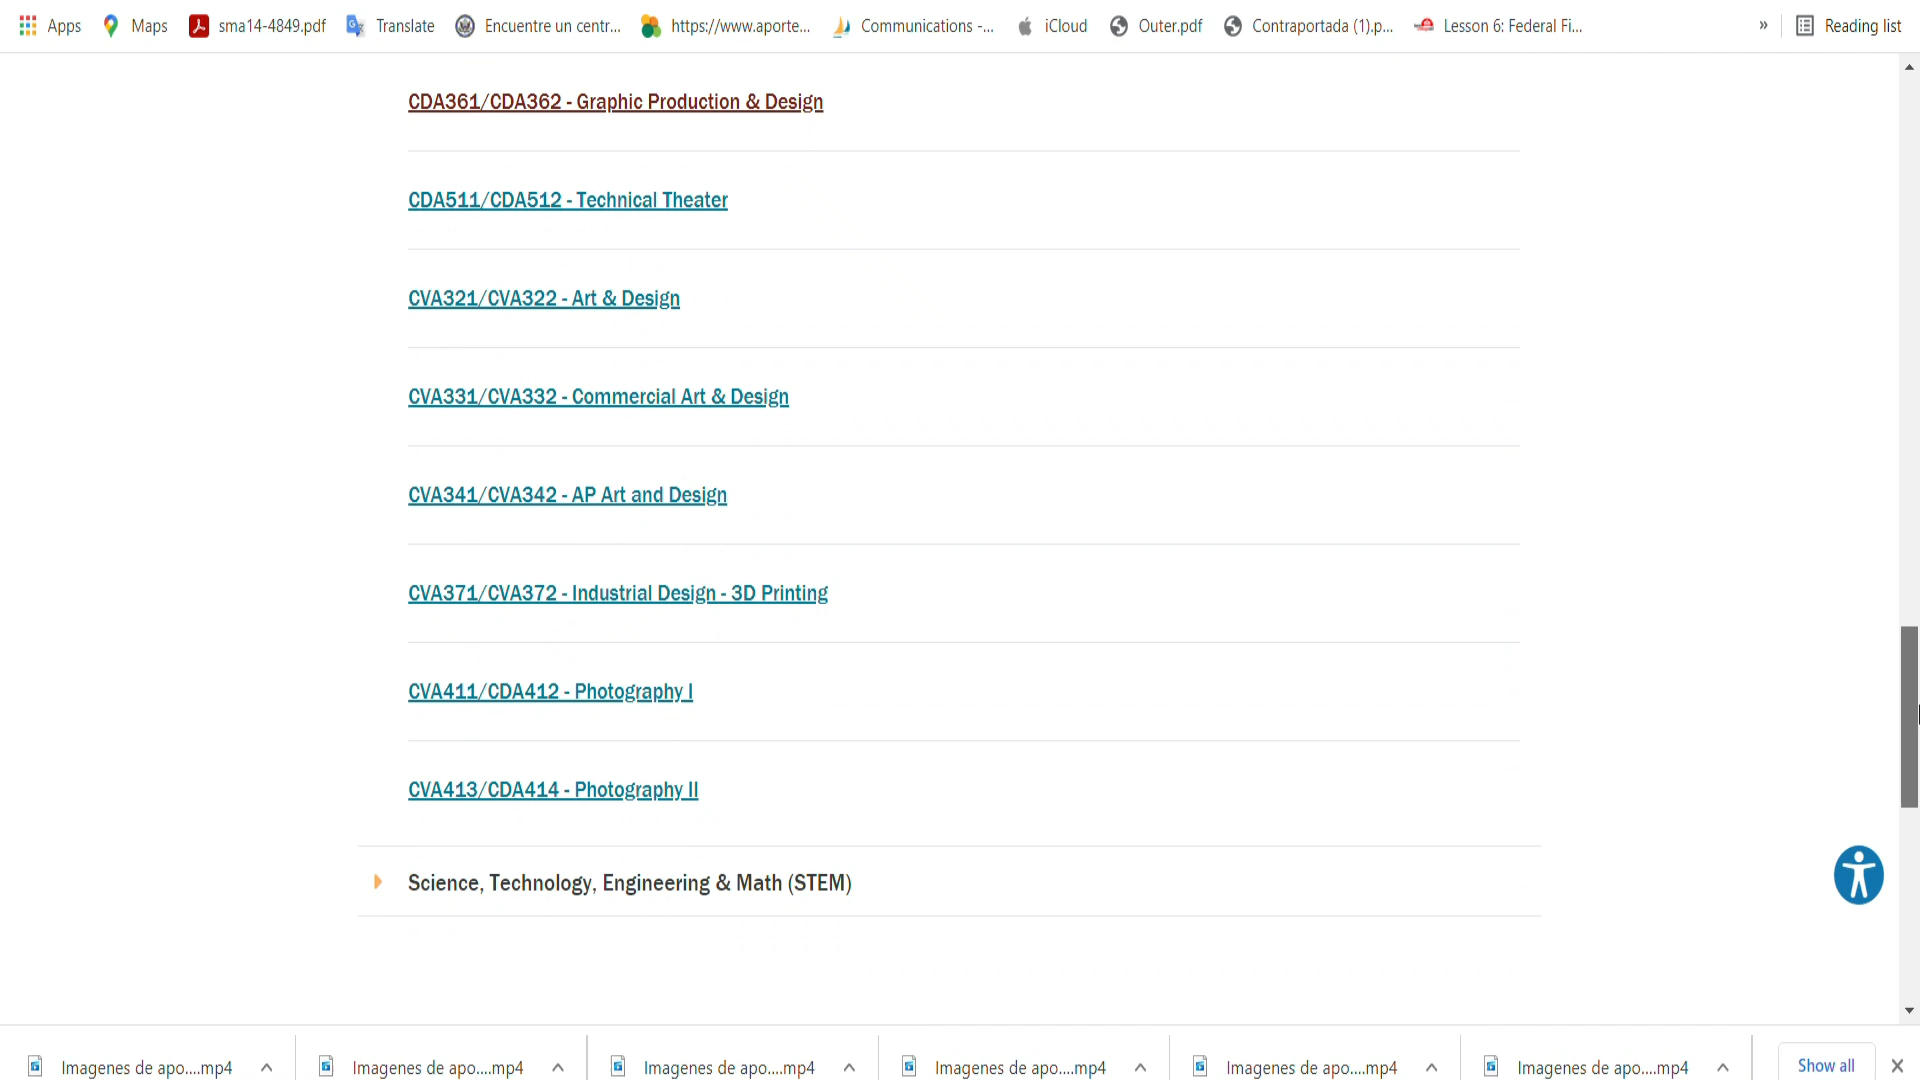 Apps Maps sma14-4849.pdf Translate Encuentre un centr... https://www.aporte... Communications -... iCloud Outer.pdf Contraportada (1).p... Lesson 6: Federal Fi... » Reading list
CDA361/CDA362 - Graphic Production & Design
CDA511/CDA512 - Technical Theater
CVA321/CVA322 - Art & Design
CVA331/CVA332 - Commercial Art & Design
CVA341/CVA342 - AP Art and Design
CVA371/CVA372 - Industrial Design - 3D Printing
CVA411/CDA412 - Photography I
CVA413/CDA414 - Photography II
Science, Technology, Engineering & Math (STEM)
Imagenes de apo....mp4 Imagenes de apo....mp4 Imagenes de apo....mp4 Imagenes de apo....mp4 Imagenes de apo....mp4 Imagenes de apo....mp4 Show all